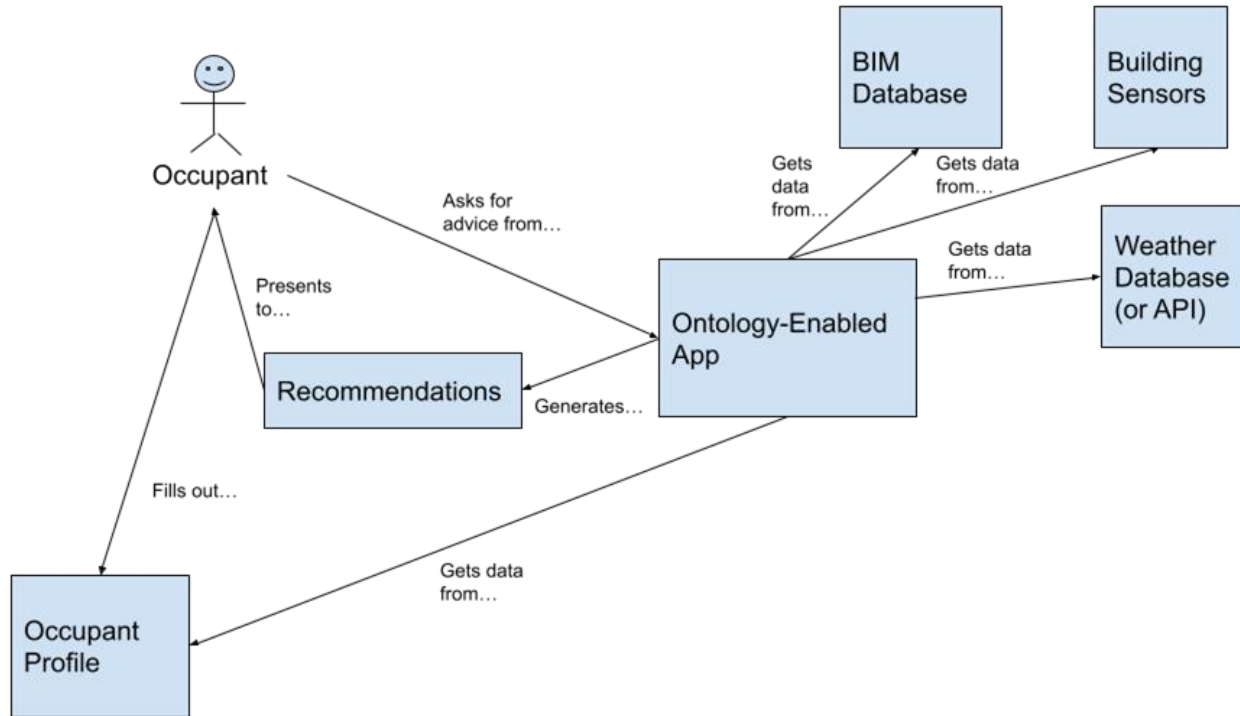 BIM
Database
Building
Sensors
Occupant
Gets
data
from…
Gets data
from…
Asks for
advice from…
Gets data
from…
Weather
Database
(or API)
Presents
to…
Ontology-Enabled
App
Recommendations
Generates…
Fills out…
Gets data
from…
Occupant
Profile